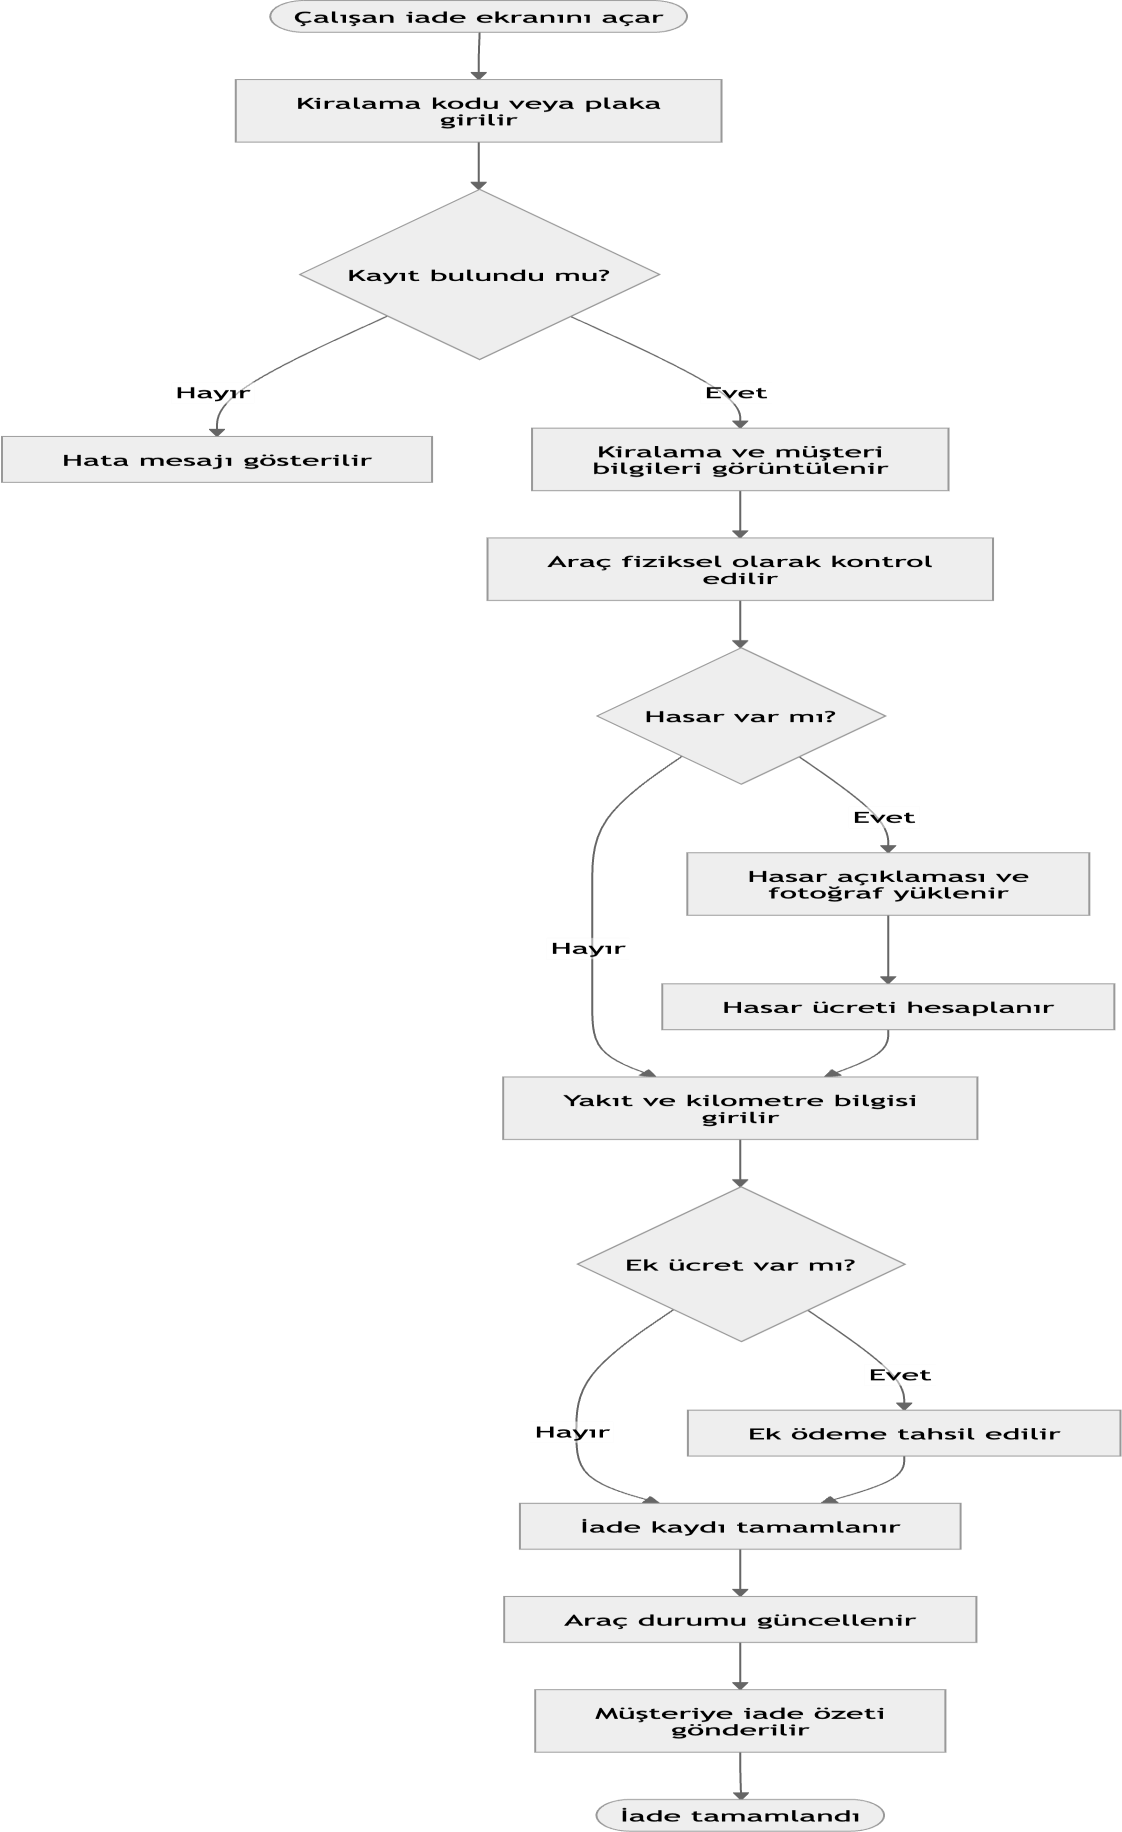 Çalışan iade ekranını açar
Kiralama kodu veya plaka
girilir
Kayıt bulundu mu?
Hayır
Evet
Hata mesajı gösterilir
Kiralama ve müşteri
bilgileri görüntülenir
Araç fiziksel olarak kontrol
edilir
Hasar var mı?
Evet
Hasar açıklaması ve
fotoğraf yüklenir
Hayır
Hasar ücreti hesaplanır
Yakıt ve kilometre bilgisi
girilir
Ek ücret var mı?
Evet
Hayır
Ek ödeme tahsil edilir
İade kaydı tamamlanır
Araç durumu güncellenir
Müşteriye iade özeti
gönderilir
İade tamamlandı